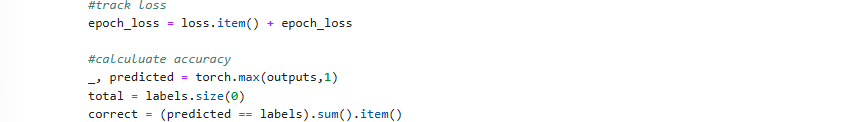 #track loss
epoch_loss = loss.item() + epoch_loss
#calculuate accuracy
_, predicted = torch.max(outputs,1)
total = labels.size(0)
correct = (predicted == labels).sum().item()